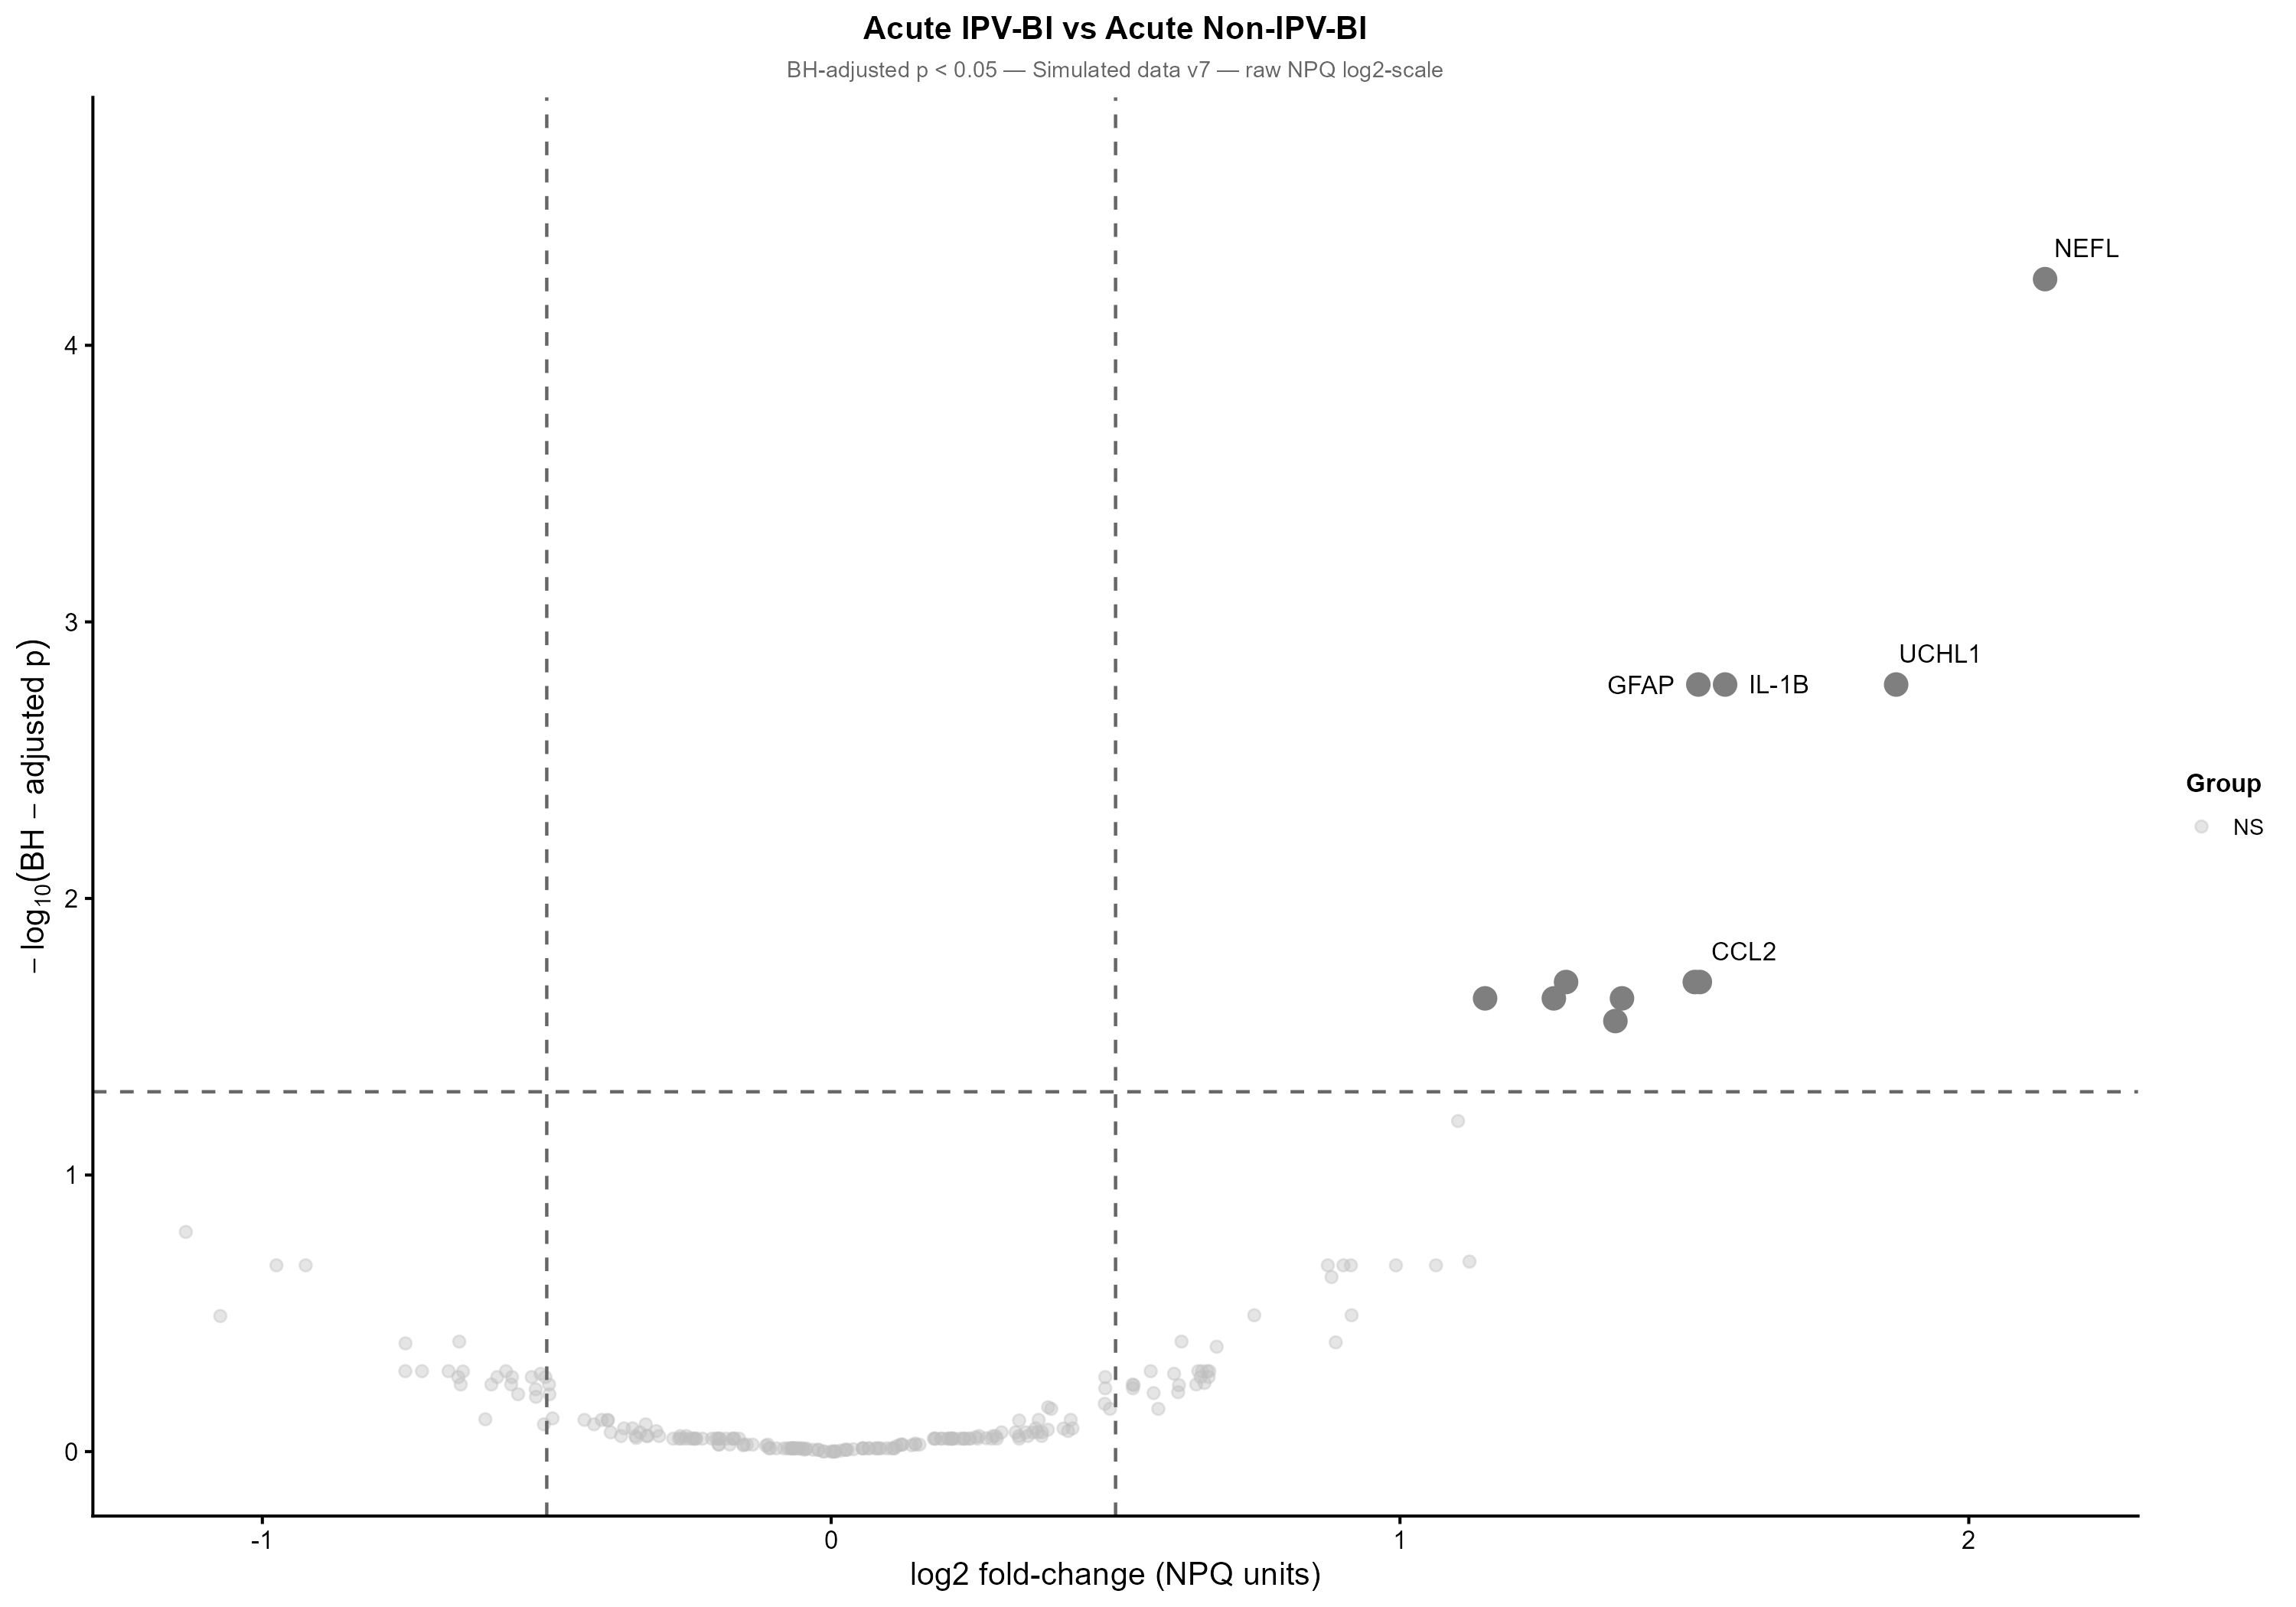 Acute IPV-BI vs Acute Non-IPV-BI
BH-adjusted p < 0.05 — Simulated data v7 — raw NPQ log2-scale
− log10(BH − adjusted p)
4
3
2
1
0
NEFL
UCHL1
GFAP
IL-1B
CCL2
Group
NS
-1
0
1
2
log2 fold-change (NPQ units)